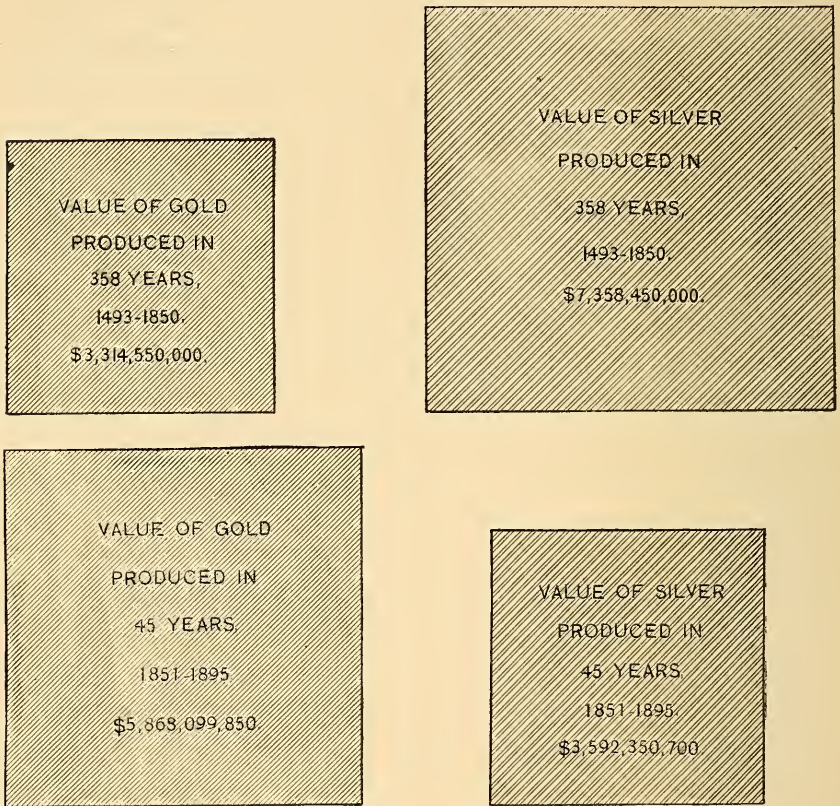 VALUE OF GOLD
PRODUCED IN
358 YEARS,
1493-1850.
$3,314,550,000.
VALUE OF SILVER
PRODUCED IN
358 YEARS,
1493-1850.
$7,358,450,000.
VALUE OF GOLD
PRODUCED IN
45 YEARS,
1851-1895
$5,868,099,850.
VALUE OF SILVER
PRODUCED IN
45 YEARS,
1851-1895.
$3,592,350,700.